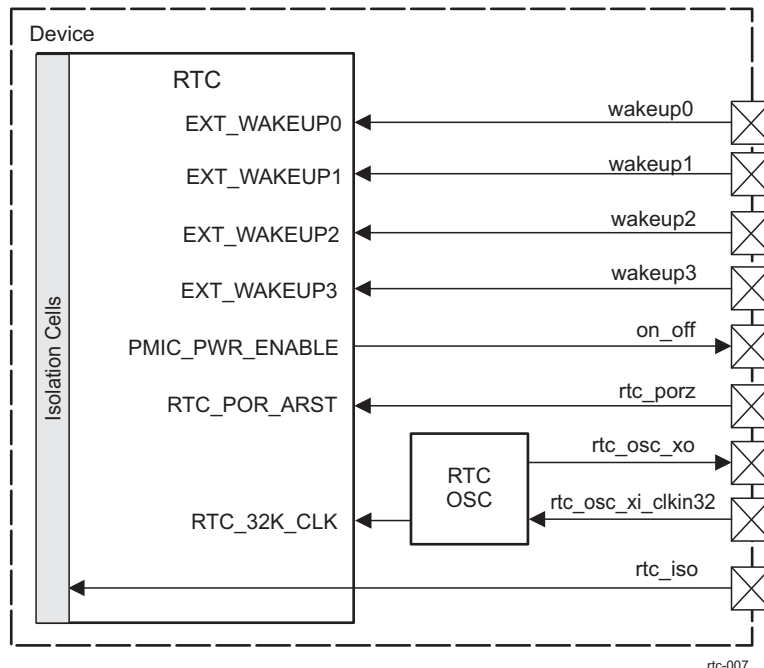 Device
RTC
EXT_WAKEUP0
wakeup0
EXT_WAKEUP1
wakeup1
EXT_WAKEUP2
wakeup2
EXT_WAKEUP3
wakeup3
PMIC_PWR_ENABLE
on_off
RTC_POR_ARST
rtc_porz
Isolation Cells
RTC
OSC
rtc_osc_xo
RTC_32K_CLK
rtc_osc_xi_clkin32
rtc_iso
rtc-007